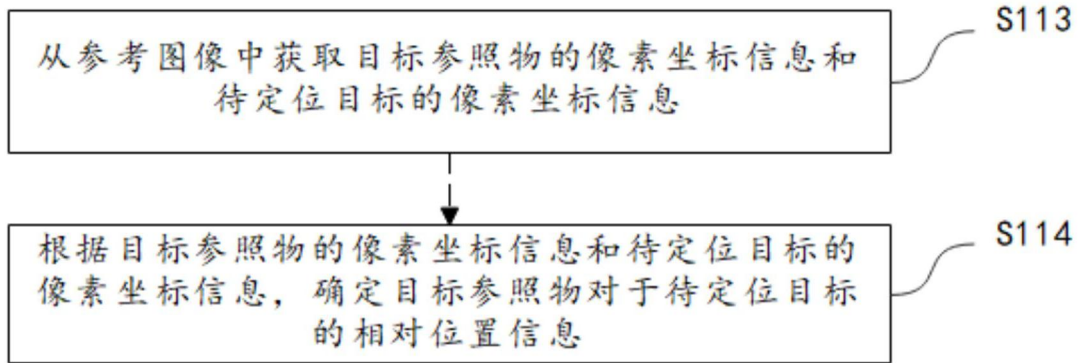 从参考图像中获取目标参照物的像素坐标信息和
待定位目标的像素坐标信息
S113
根据目标参照物的像素坐标信息和待定位目标的
像素坐标信息，确定目标参照物对于待定位目标
的相对位置信息
S114